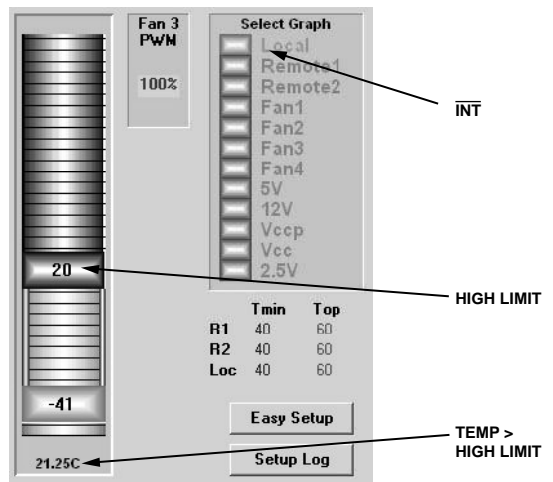 Fan 3
PWM
100%
Select Graph
Local
Remote1
Remote2
Fan1
Fan2
Fan3
Fan4
5V
12V
Vccp
Vcc
2.5V
INT
20
HIGH LIMIT
Tmin Top
R1 40 60
R2 40 60
Loc 40 60
-41
Easy Setup
21.25C
Setup Log
TEMP >
HIGH LIMIT